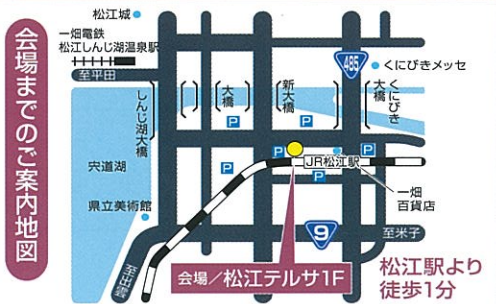 会場までのご案内地図
松江城
一畑電鉄
松江しんじ湖温泉駅
至平田
しんじ湖大橋
大橋
新大橋
485
くにびきメッセ
くにびき
大橋
P
P
P
P
P
P
JR松江駅
宍道湖
県立美術館
一畑
百貨店
9
至米子
至出雲
会場/松江テルサ1F
松江駅より
徒歩1分